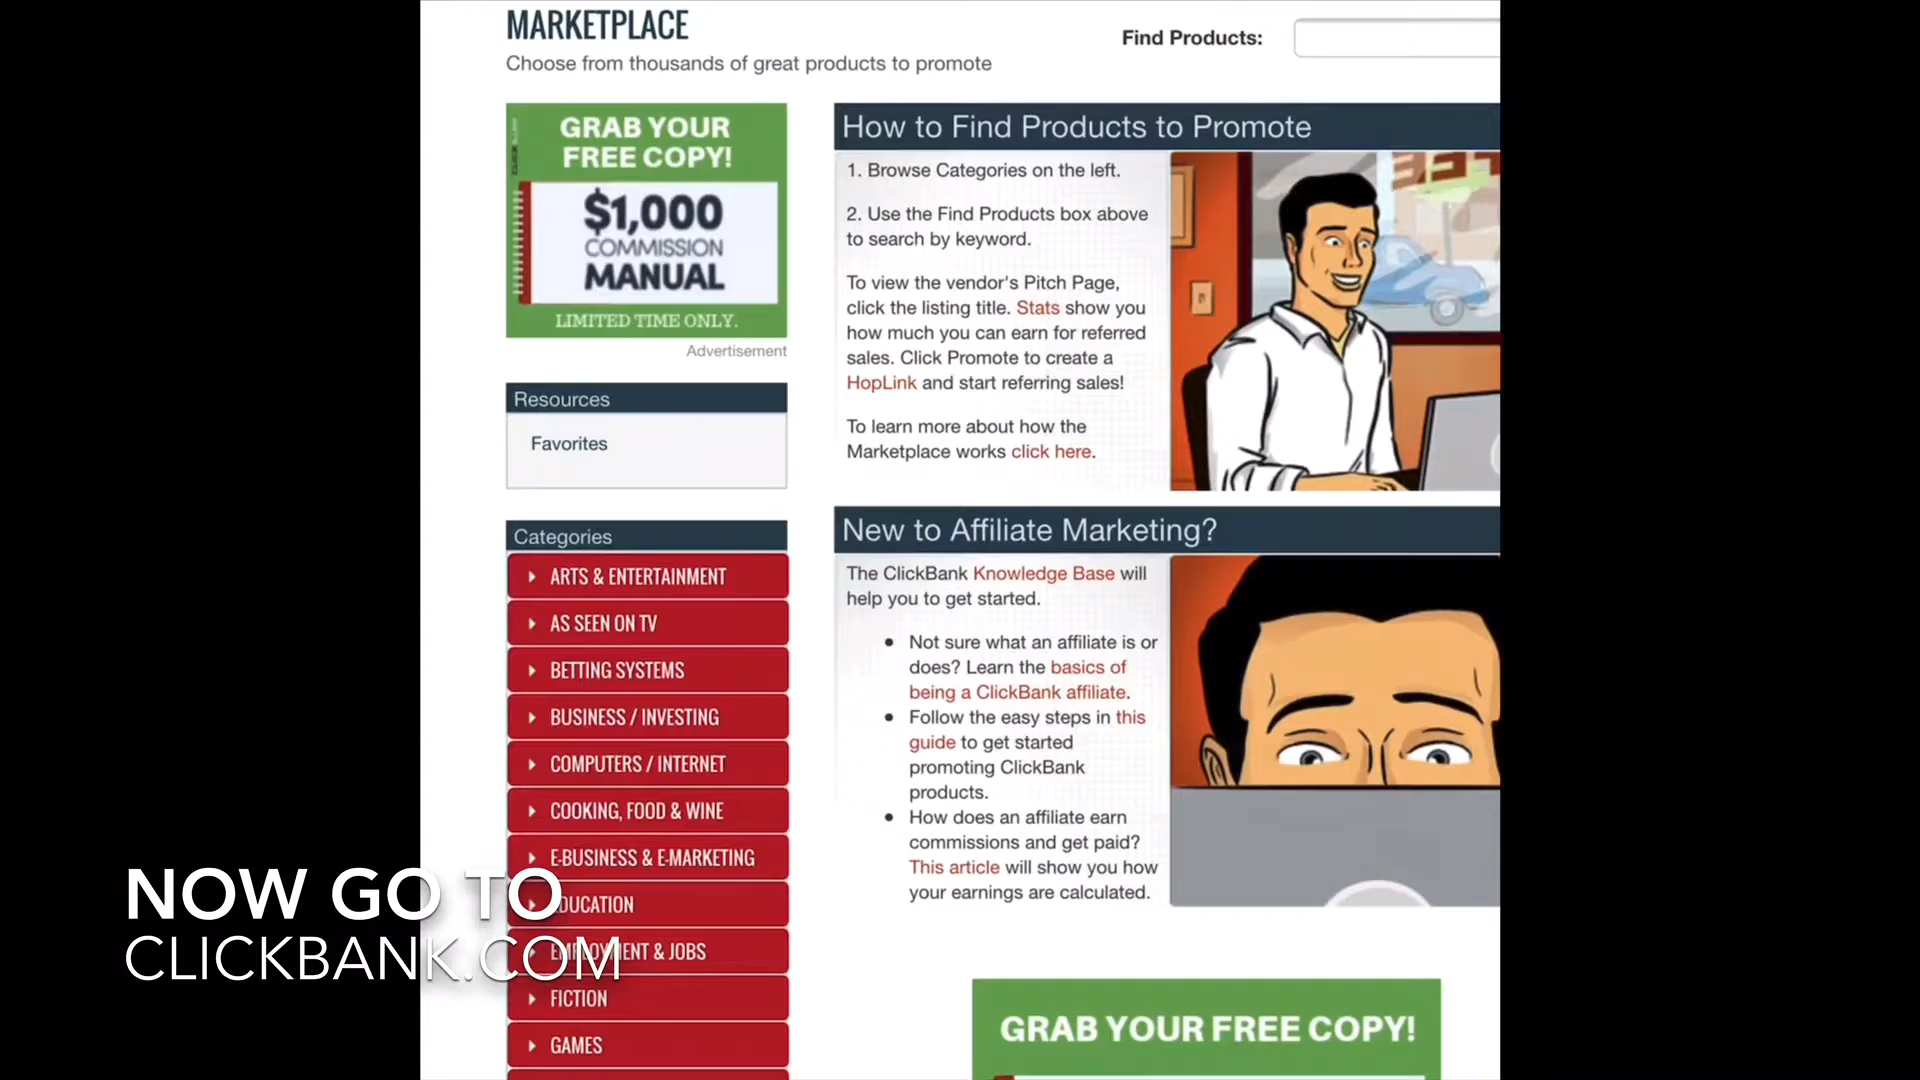 MARKETPLACE
Choose from thousands of great products to promote
Find Products:
GRAB YOUR
FREE COPY!
$1,000
COMMISSION
MANUAL
LIMITED TIME ONLY.
Advertisement
Resources
Favorites
Categories
ARTS & ENTERTAINMENT
AS SEEN ON TV
BETTING SYSTEMS
BUSINESS / INVESTING
COMPUTERS / INTERNET
COOKING, FOOD & WINE
E-BUSINESS & E-MARKETING
EDUCATION
EMPLOYMENT & JOBS
FICTION
GAMES
How to Find Products to Promote
1. Browse Categories on the left.
2. Use the Find Products box above
to search by keyword.
To view the vendor's Pitch Page,
click the listing title. Stats show you
how much you can earn for referred
sales. Click Promote to create a
HopLink and start referring sales!
To learn more about how the
Marketplace works click here.
New to Affiliate Marketing?
The ClickBank Knowledge Base will
help you to get started.
Not sure what an affiliate is or
does? Learn the basics of
being a ClickBank affiliate.
Follow the easy steps in this
guide to get started
promoting ClickBank
products.
How does an affiliate earn
commissions and get paid?
This article will show you how
your earnings are calculated.
GRAB YOUR FREE COPY!
NOW GO TO
CLICKBANK.COM